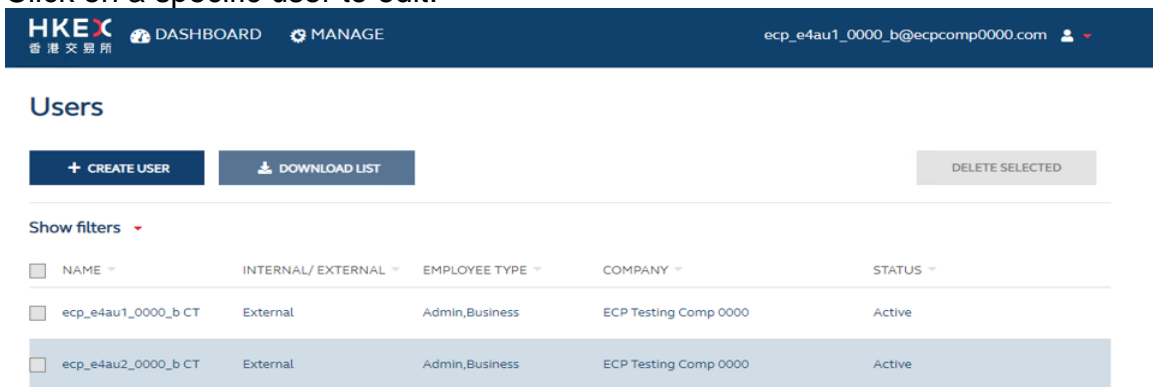 Click on a specific user to edit.
HKEX DASHBOARD MANAGE ecp_e4au1_0000_b@ecpcomp0000.com
香港交易所
Users
+ CREATE USER DOWNLOAD LIST DELETE SELECTED
Show filters
NAME INTERNAL/ EXTERNAL EMPLOYEE TYPE COMPANY STATUS
ecp_e4au1_0000_b CT External Admin,Business ECP Testing Comp 0000 Active
ecp_e4au2_0000_b CT External Admin,Business ECP Testing Comp 0000 Active